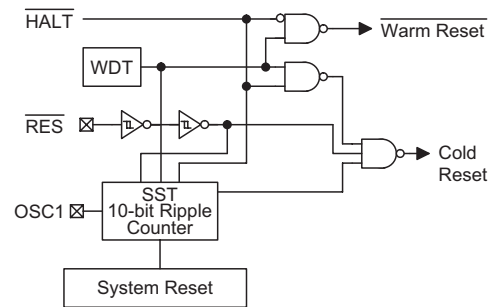 HALT
Warm Reset
WDT
RES
Cold
Reset
SST
10-bit Ripple
Counter
OSC1
System Reset